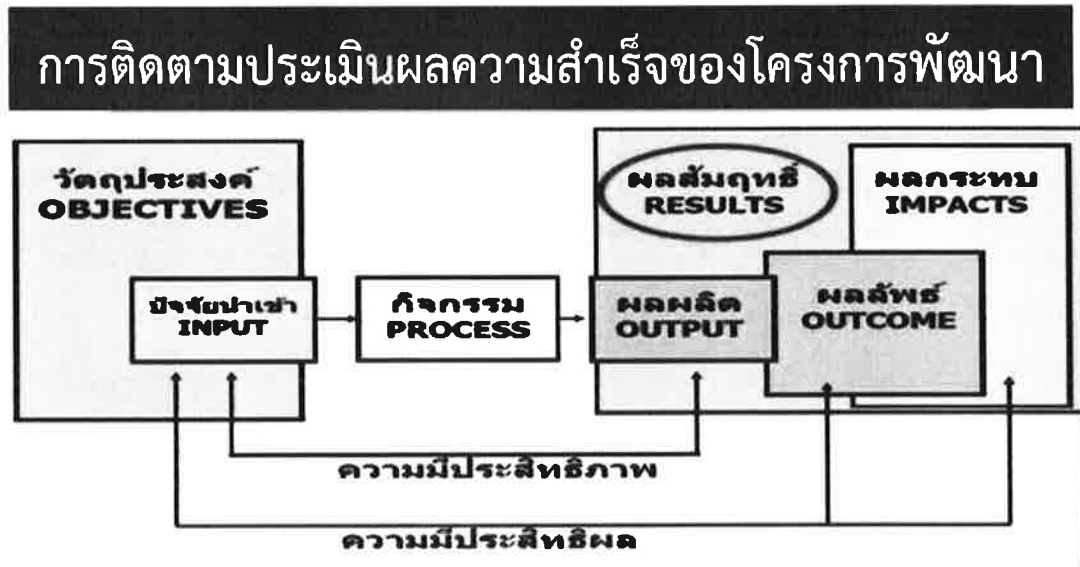 การติดตามประเมินผลความสำเร็จของโครงการพัฒนา
วัตถุประสงค์
OBJECTIVES
ผลสัมฤทธิ์
RESULTS
ผลกระทบ
IMPACTS
ปัจจัยนำเข้า
INPUT
กิจกรรม
PROCESS
ผลผลิต
OUTPUT
ผลลัพธ์
OUTCOME
ความมีประสิทธิภาพ
ความมีประสิทธิผล